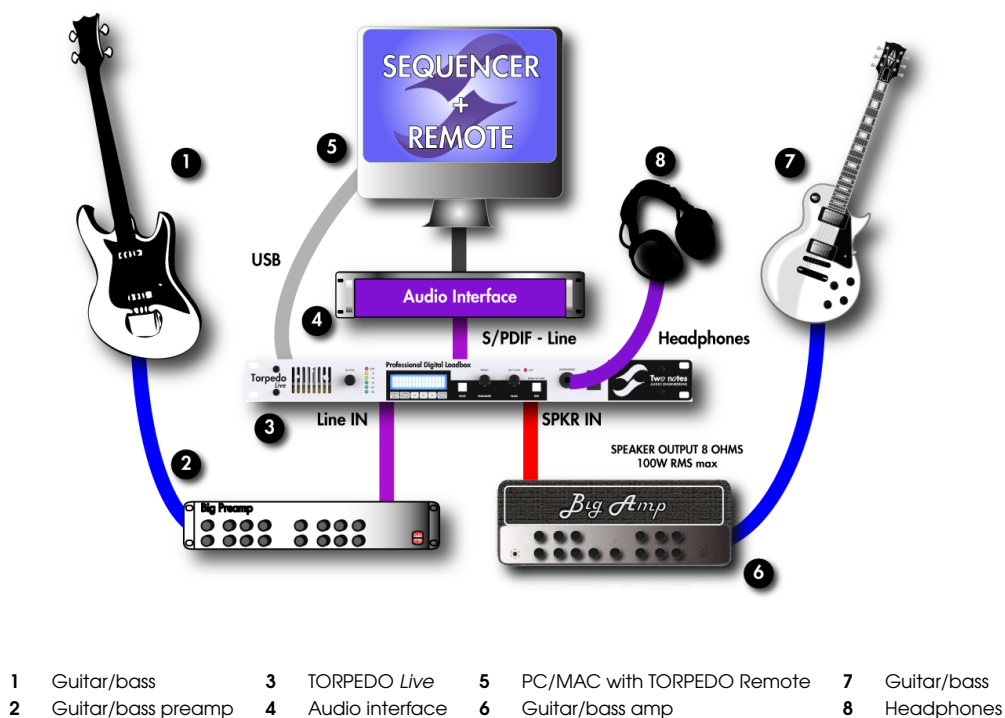 SEQUENCER
+
REMOTE
5
1
8
7
USB
Audio Interface
4
S/PDIF - Line
Headphones
Professional Digital Loadbox
Torpedo
Live
Two notes
AUDIO ENGINEERING
3
Line IN
SPKR IN
2
SPEAKER OUTPUT 8 OHMS
100W RMS max
Big Preamp
Big Amp
6
1 Guitar/bass 3 TORPEDO Live 5 PC/MAC with TORPEDO Remote 7 Guitar/bass
2 Guitar/bass preamp 4 Audio interface 6 Guitar/bass amp 8 Headphones